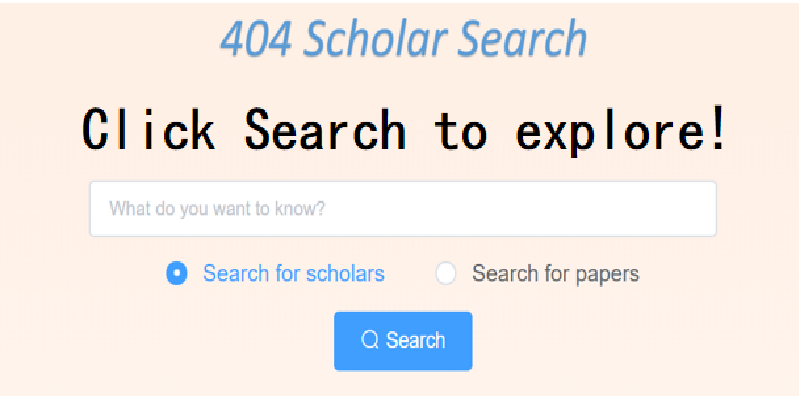 404 Scholar Search
Click Search to explore!
What do you want to know?
Search for scholars Search for papers
Search